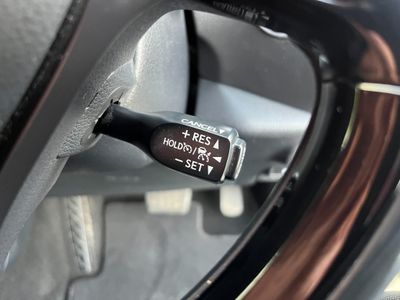 CANCEL
+ RES ▲
HOLD / ◄
− SET ▼